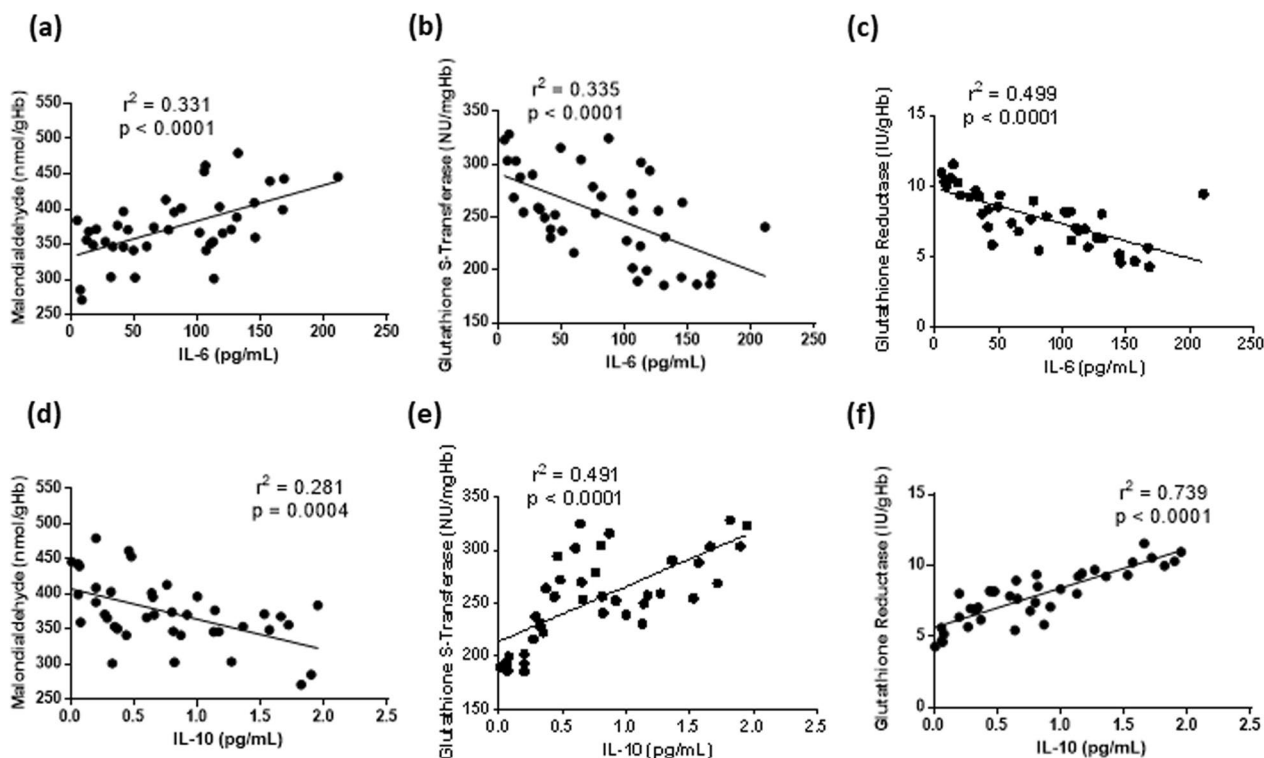 (a)
r² = 0.331
p < 0.0001
Malondialdehyde (nmol/gHb)
550
500
450
400
350
300
250
0
50
100
150
200
250
IL-6 (pg/mL)
(b)
r² = 0.335
p < 0.0001
Glutathione S-Transferase (NU/mgHb)
350
300
250
200
150
0
50
100
150
200
250
IL-6 (pg/mL)
(c)
r² = 0.499
p < 0.0001
Glutathione Reductase (IU/gHb)
15
10
5
0
0
50
100
150
200
250
IL-6 (pg/mL)
(d)
r² = 0.281
p = 0.0004
Malondialdehyde (nmol/gHb)
550
500
450
400
350
300
250
0.0
0.5
1.0
1.5
2.0
2.5
IL-10 (pg/mL)
(e)
r² = 0.491
p < 0.0001
Glutathione S-Transferase (NU/mgHb)
350
300
250
200
150
0.0
0.5
1.0
1.5
2.0
2.5
IL-10 (pg/mL)
(f)
r² = 0.739
p < 0.0001
Glutathione Reductase (IU/gHb)
15
10
5
0
0.0
0.5
1.0
1.5
2.0
2.5
IL-10 (pg/mL)